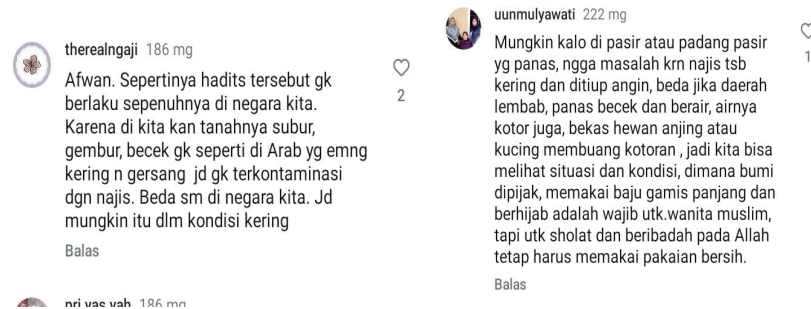 therealngaji 186 mg
Afwan. Sepertinya hadits tersebut gk
berlaku sepenuhnya di negara kita.
Karena di kita kan tanahnya subur,
gembur, becek gk seperti di Arab yg emng
kering n gersang jd gk terkontaminasi
dgn najis. Beda sm di negara kita. Jd
mungkin itu dlm kondisi kering
2
Balas
186 mg
uunmulyawati 222 mg
Mungkin kalo di pasir atau padang pasir
yg panas, ngga masalah krn najis tsb
kering dan ditiup angin, beda jika daerah
lembab, panas becek dan berair, airnya
kotor juga, bekas hewan anjing atau
kucing membuang kotoran , jadi kita bisa
melihat situasi dan kondisi, dimana bumi
dipijak, memakai baju gamis panjang dan
berhijab adalah wajib utk.wanita muslim,
tapi utk sholat dan beribadah pada Allah
tetap harus memakai pakaian bersih.
1
Balas